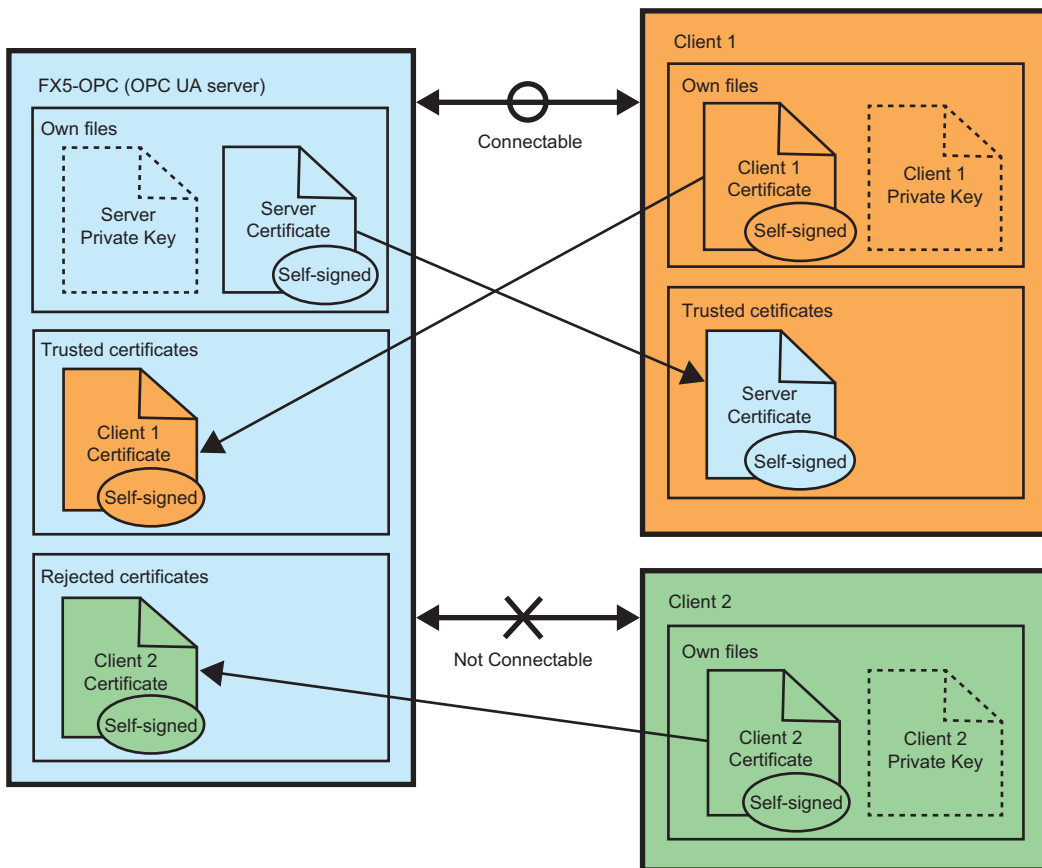 FX5-OPC (OPC UA server)
Own files
Server
Private Key
Server
Certificate
Self-signed
Trusted certificates
Client 1
Certificate
Self-signed
Rejected certificates
Client 2
Certificate
Self-signed
Connectable
Not Connectable
Client 1
Own files
Client 1
Certificate
Self-signed
Client 1
Private Key
Trusted cetificates
Server
Certificate
Self-signed
Client 2
Own files
Client 2
Certificate
Self-signed
Client 2
Private Key